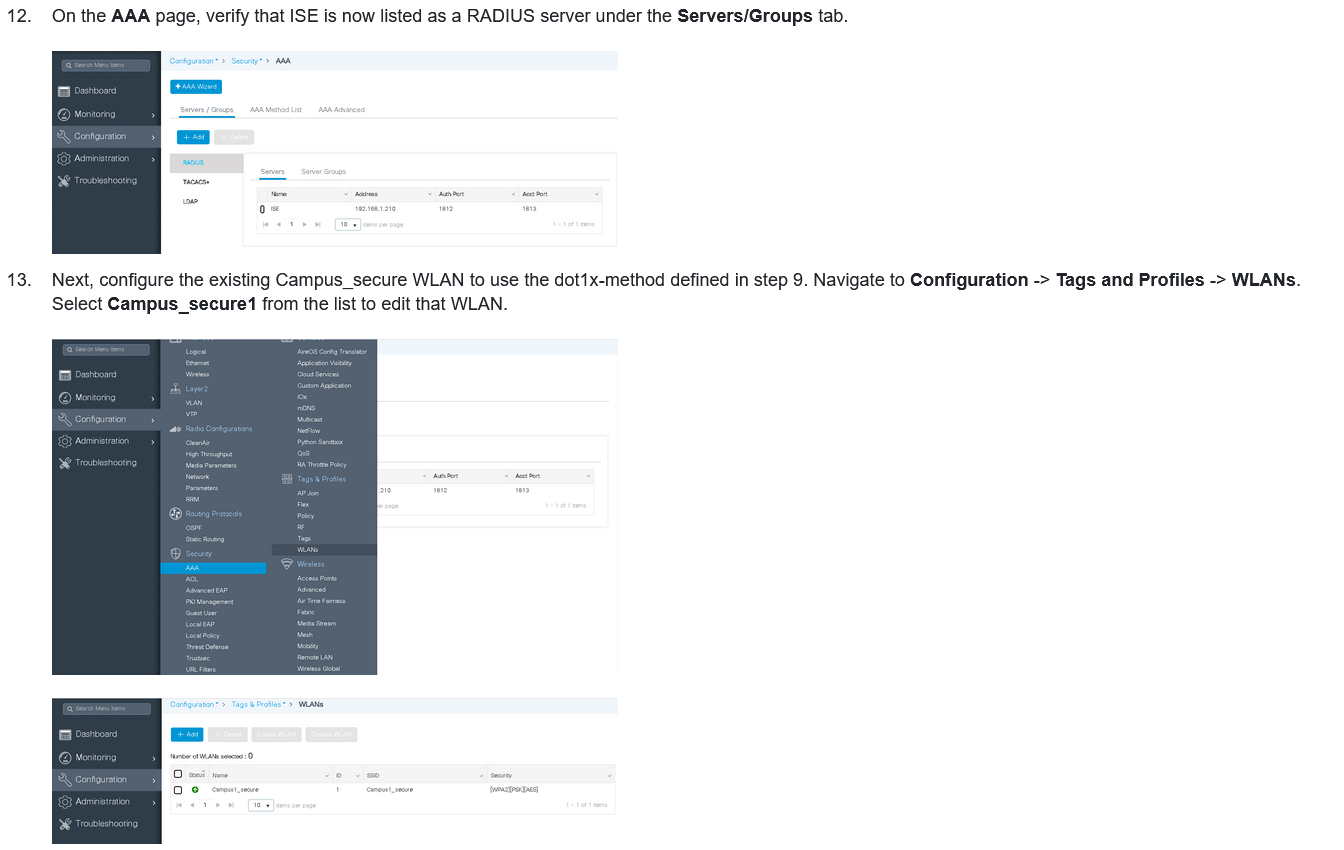 12. On the AAA page, verify that ISE is now listed as a RADIUS server under the Servers/Groups tab.
Search Menu Items
Dashboard
Monitoring
Configuration
Administration
Troubleshooting
Configuration > Security > AAA
+ AAA Wizard
Servers / Groups AAA Method List AAA Advanced
+ Add × Delete
RADIUS
TACACS+
LDAP
Servers Server Groups
Name Address Auth Port Acct Port
ISE 192.168.1.210 1812 1813
1 10 items per page 1 - 1 of 1 items
13. Next, configure the existing Campus_secure WLAN to use the dot1x-method defined in step 9. Navigate to Configuration -> Tags and Profiles -> WLANs.
Select Campus_secure1 from the list to edit that WLAN.
Search Menu Items
Dashboard
Monitoring
Configuration
Administration
Troubleshooting
Logical
Ethernet
Wireless
Layer2
VLAN
VTP
Radio Configurations
CleanAir
High Throughput
Media Parameters
Network
Parameters
RRM
Routing Protocols
OSPF
Static Routing
Security
AAA
ACL
Advanced EAP
PKI Management
Guest User
Local EAP
Local Policy
Threat Defense
Trustsec
URL Filters
AireOS Config Translator
Application Visibility
Cloud Services
Custom Application
IOx
mDNS
Multicast
NetFlow
Python Sandbox
QoS
RA Throttle Policy
Tags & Profiles
AP Join
Flex
Policy
RF
Tags
WLANs
Wireless
Access Points
Advanced
Air Time Fairness
Fabric
Media Stream
Mesh
Mobility
Remote LAN
Wireless Global
Auth Port Acct Port
.210 1812 1813
er page 1 - 1 of 1 items
Search Menu Items
Dashboard
Monitoring
Configuration
Administration
Troubleshooting
Configuration > Tags & Profiles > WLANs
+ Add × Delete Enable WLAN Disable WLAN
Number of WLANs selected : 0
Status Name ID SSID Security
Campus1_secure 1 Campus1_secure [WPA2][PSK][AES]
1 10 items per page 1 - 1 of 1 items